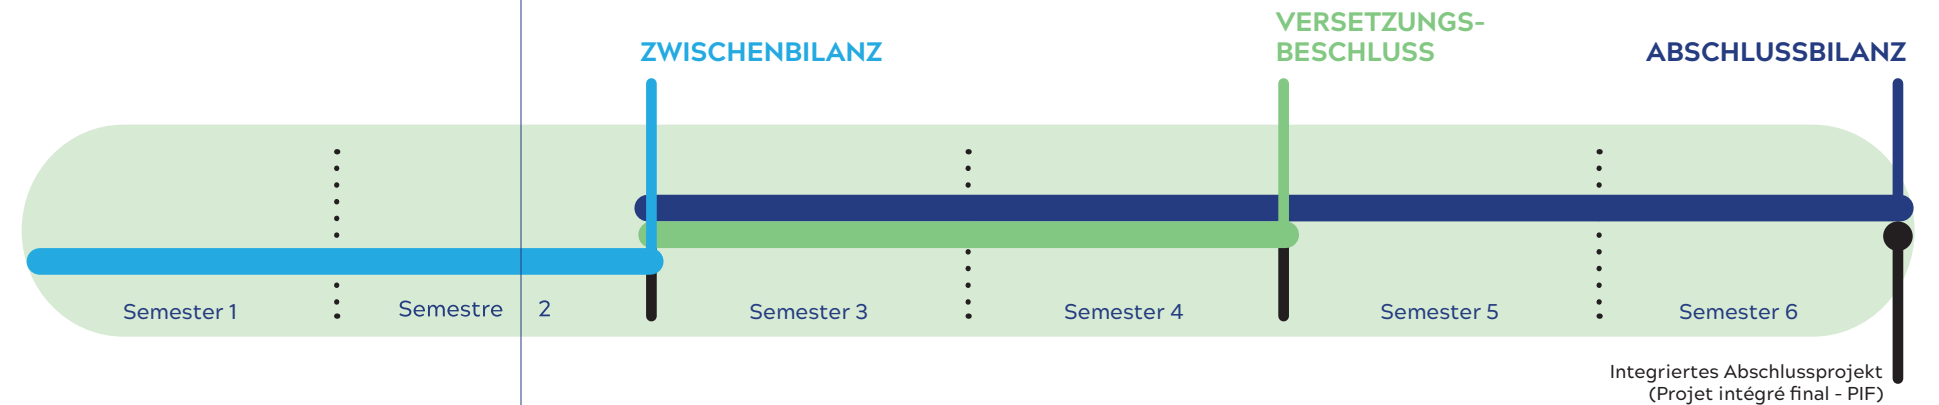 VERSETZUNGS-
ZWISCHENBILANZ
BESCHLUSS
ABSCHLUSSBILANZ
Semester 1
Semestre 2
Semester 3
Semester 4
Semester 5
Semester 6
Integriertes Abschlussprojekt
(Projet intégré final - PIF)